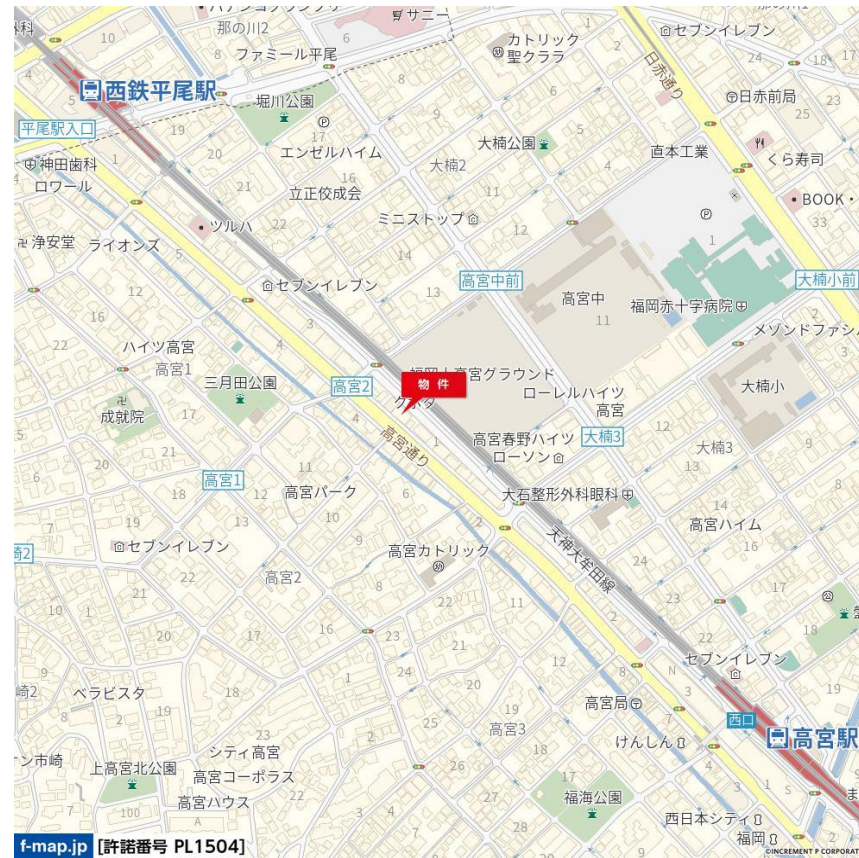 那の川2
サニー
カトリック
聖クララ
セブンイレブン
ファミール平尾
日赤通り
西鉄平尾駅
堀川公園
日赤前局
平尾駅入口
エンゼルハイム
大楠公園
直本工業
くら寿司
神田歯科
大楠2
ロワール
立正佼成会
BOOK・
ミニストップ
ツルハ
浄安堂
ライオンズ
セブンイレブン
高宮中前
高宮中
11
福岡赤十字病院
大楠小前
メゾンドファシ
ハイツ高宮
高宮1
三月田公園
高宮2
物件
高宮グラウンド
ローレルハイツ
高宮
大楠小
成就院
高宮通り
高宮春野ハイツ
ローソン
大楠3
大楠3
高宮1
高宮パーク
大石整形外科眼科
高宮ハイム
セブンイレブン
高宮カトリック
天神大牟田線
高宮2
セブンイレブン
ベラビスタ
高宮局
西口
高宮駅
高宮3
けんしん
シティ高宮
上高宮北公園
高宮コーポラス
高宮ハウス
福海公園
西日本シティ
福岡
f-map.jp [許諾番号 PL1504]
©INCREMENT P CORPORAT